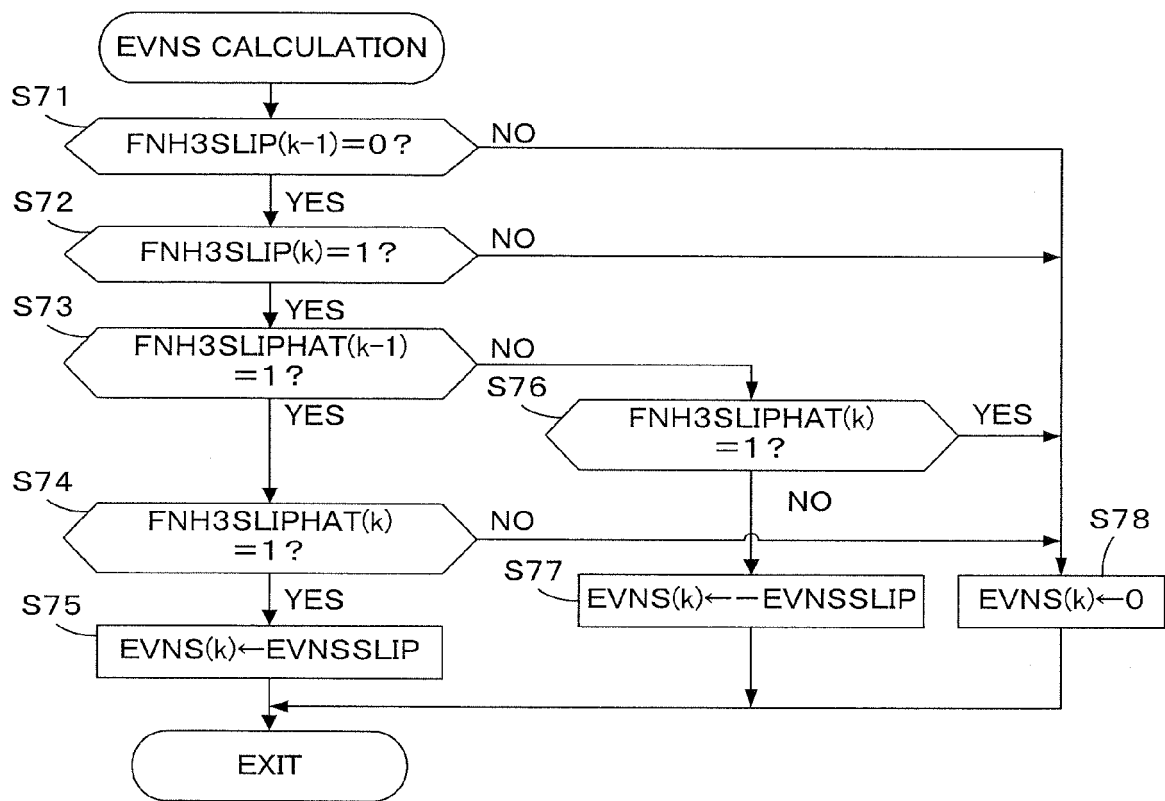 EVNS CALCULATION
S71
FNH3SLIP(k-1)=0?
NO
YES
S72
FNH3SLIP(k)=1?
NO
YES
S73
FNH3SLIPHAT(k-1)
=1?
NO
YES
S76
FNH3SLIPHAT(k)
=1?
YES
NO
S74
FNH3SLIPHAT(k)
=1?
NO
YES
S78
S77
EVNS(k)←−EVNSSLIP
EVNS(k)←0
S75
EVNS(k)←EVNSSLIP
EXIT